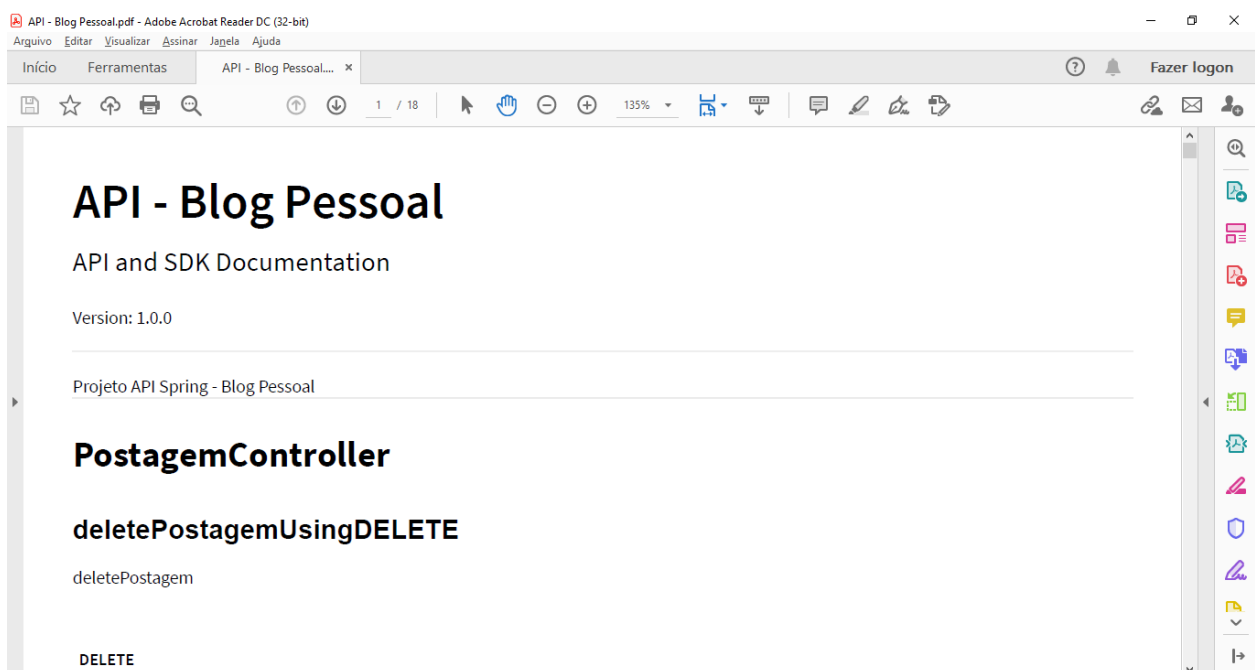 API - Blog Pessoal.pdf - Adobe Acrobat Reader DC (32-bit)
Arquivo Editar Visualizar Assinar Janela Ajuda
Início Ferramentas API - Blog Pessoal.... × Fazer logon
1 / 18 135%
API - Blog Pessoal
API and SDK Documentation
Version: 1.0.0
Projeto API Spring - Blog Pessoal
PostagemController
deletePostagemUsingDELETE
deletePostagem
DELETE